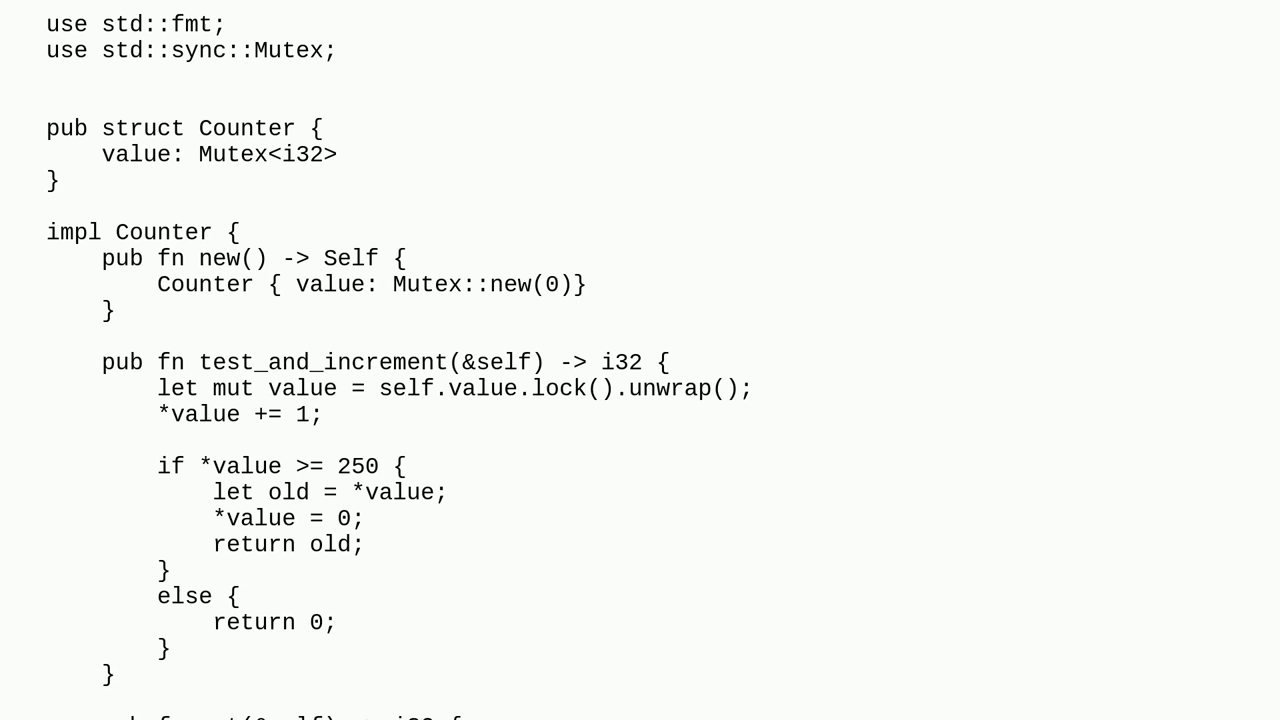 use std::fmt;
use std::sync::Mutex;
pub struct Counter {
    value: Mutex<i32>
}
impl Counter {
    pub fn new() -> Self {
        Counter { value: Mutex::new(0)}
    }
    pub fn test_and_increment(&self) -> i32 {
        let mut value = self.value.lock().unwrap();
        *value += 1;
        if *value >= 250 {
            let old = *value;
            *value = 0;
            return old;
        }
        else {
            return 0;
        }
    }